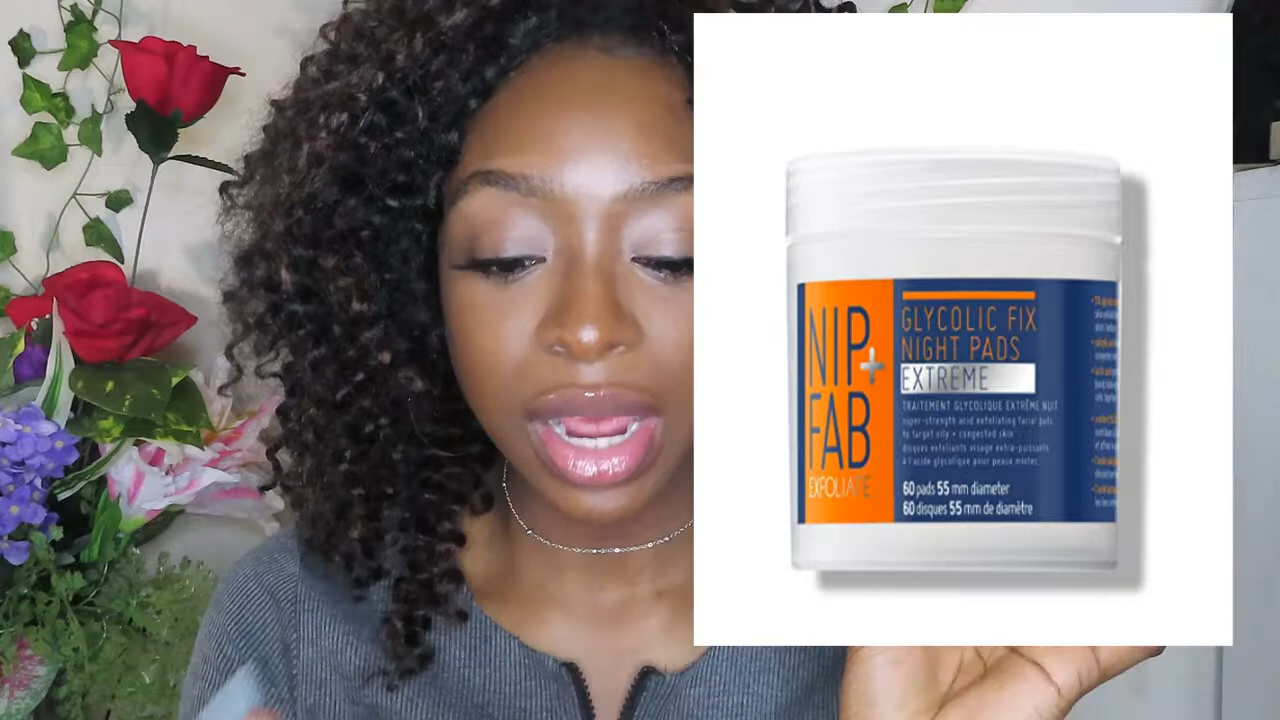 NIP+
FAB
EXFOLIATE
GLYCOLIC FIX
NIGHT PADS
EXTREME
TRAITEMENT GLYCOLIQUE EXTRÊME NUIT
super-strength acid exfoliating facial pads
to target oily + congested skin
disques exfoliants visage extra-puissants
à l'acide glycolique pour peaux mixtes
60 pads 55 mm diameter
60 disques 55 mm de diamètre